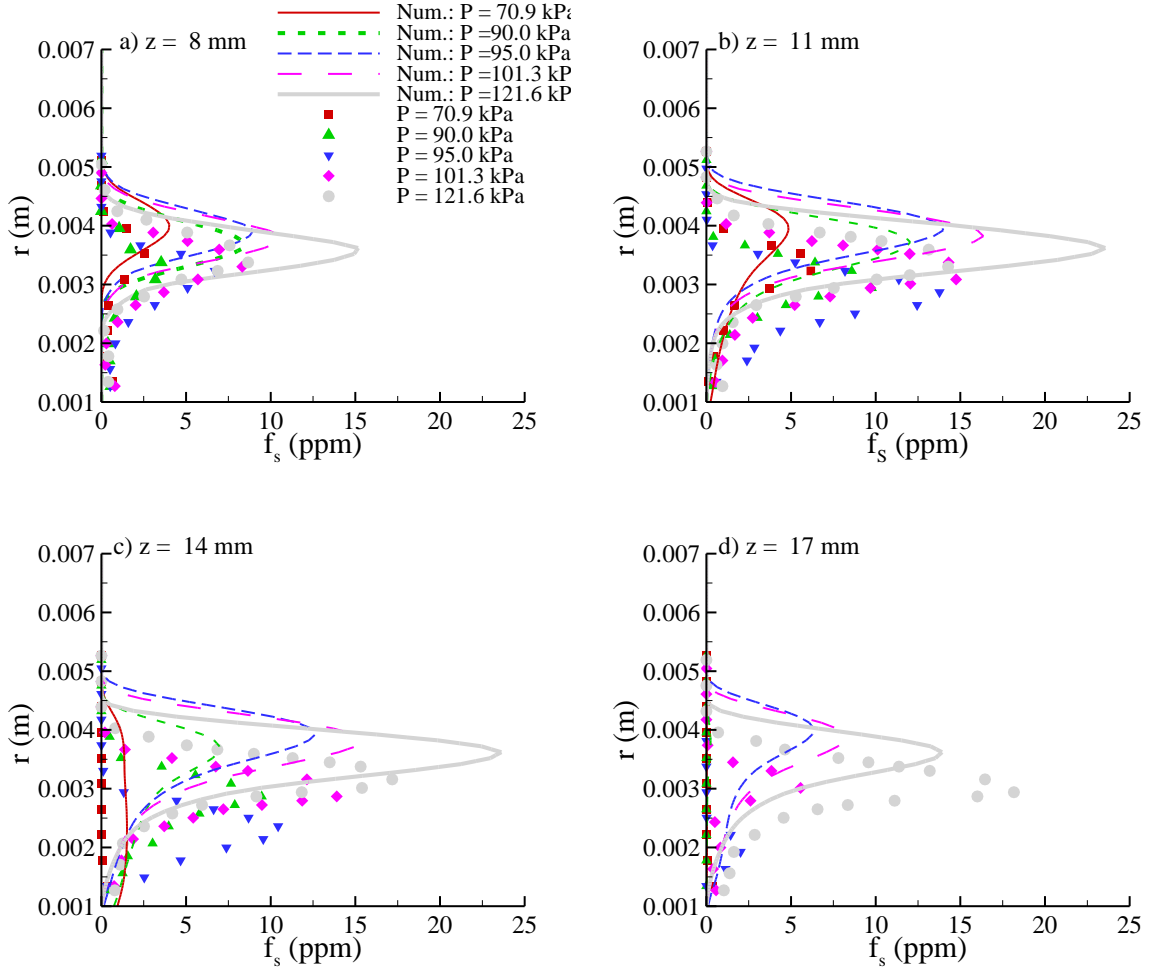 Num.: P = 70.9 kPa
Num.: P =90.0 kPa
Num.: P =95.0 kPa
Num.: P =101.3 kP
Num.: P =121.6 kP
P = 70.9 kPa
P = 90.0 kPa
P = 95.0 kPa
P = 101.3 kPa
P = 121.6 kPa
a) z = 8 mm
0.007
0.006
0.005
0.004
0.003
0.002
0.001
r (m)
0 5 10 15 20 25
f_s (ppm)
b) z = 11 mm
0.007
0.006
0.005
0.004
0.003
0.002
0.001
r (m)
0 5 10 15 20 25
f_s (ppm)
c) z = 14 mm
0.007
0.006
0.005
0.004
0.003
0.002
0.001
r (m)
0 5 10 15 20 25
f_s (ppm)
d) z = 17 mm
0.007
0.006
0.005
0.004
0.003
0.002
0.001
r (m)
0 5 10 15 20 25
f_s (ppm)